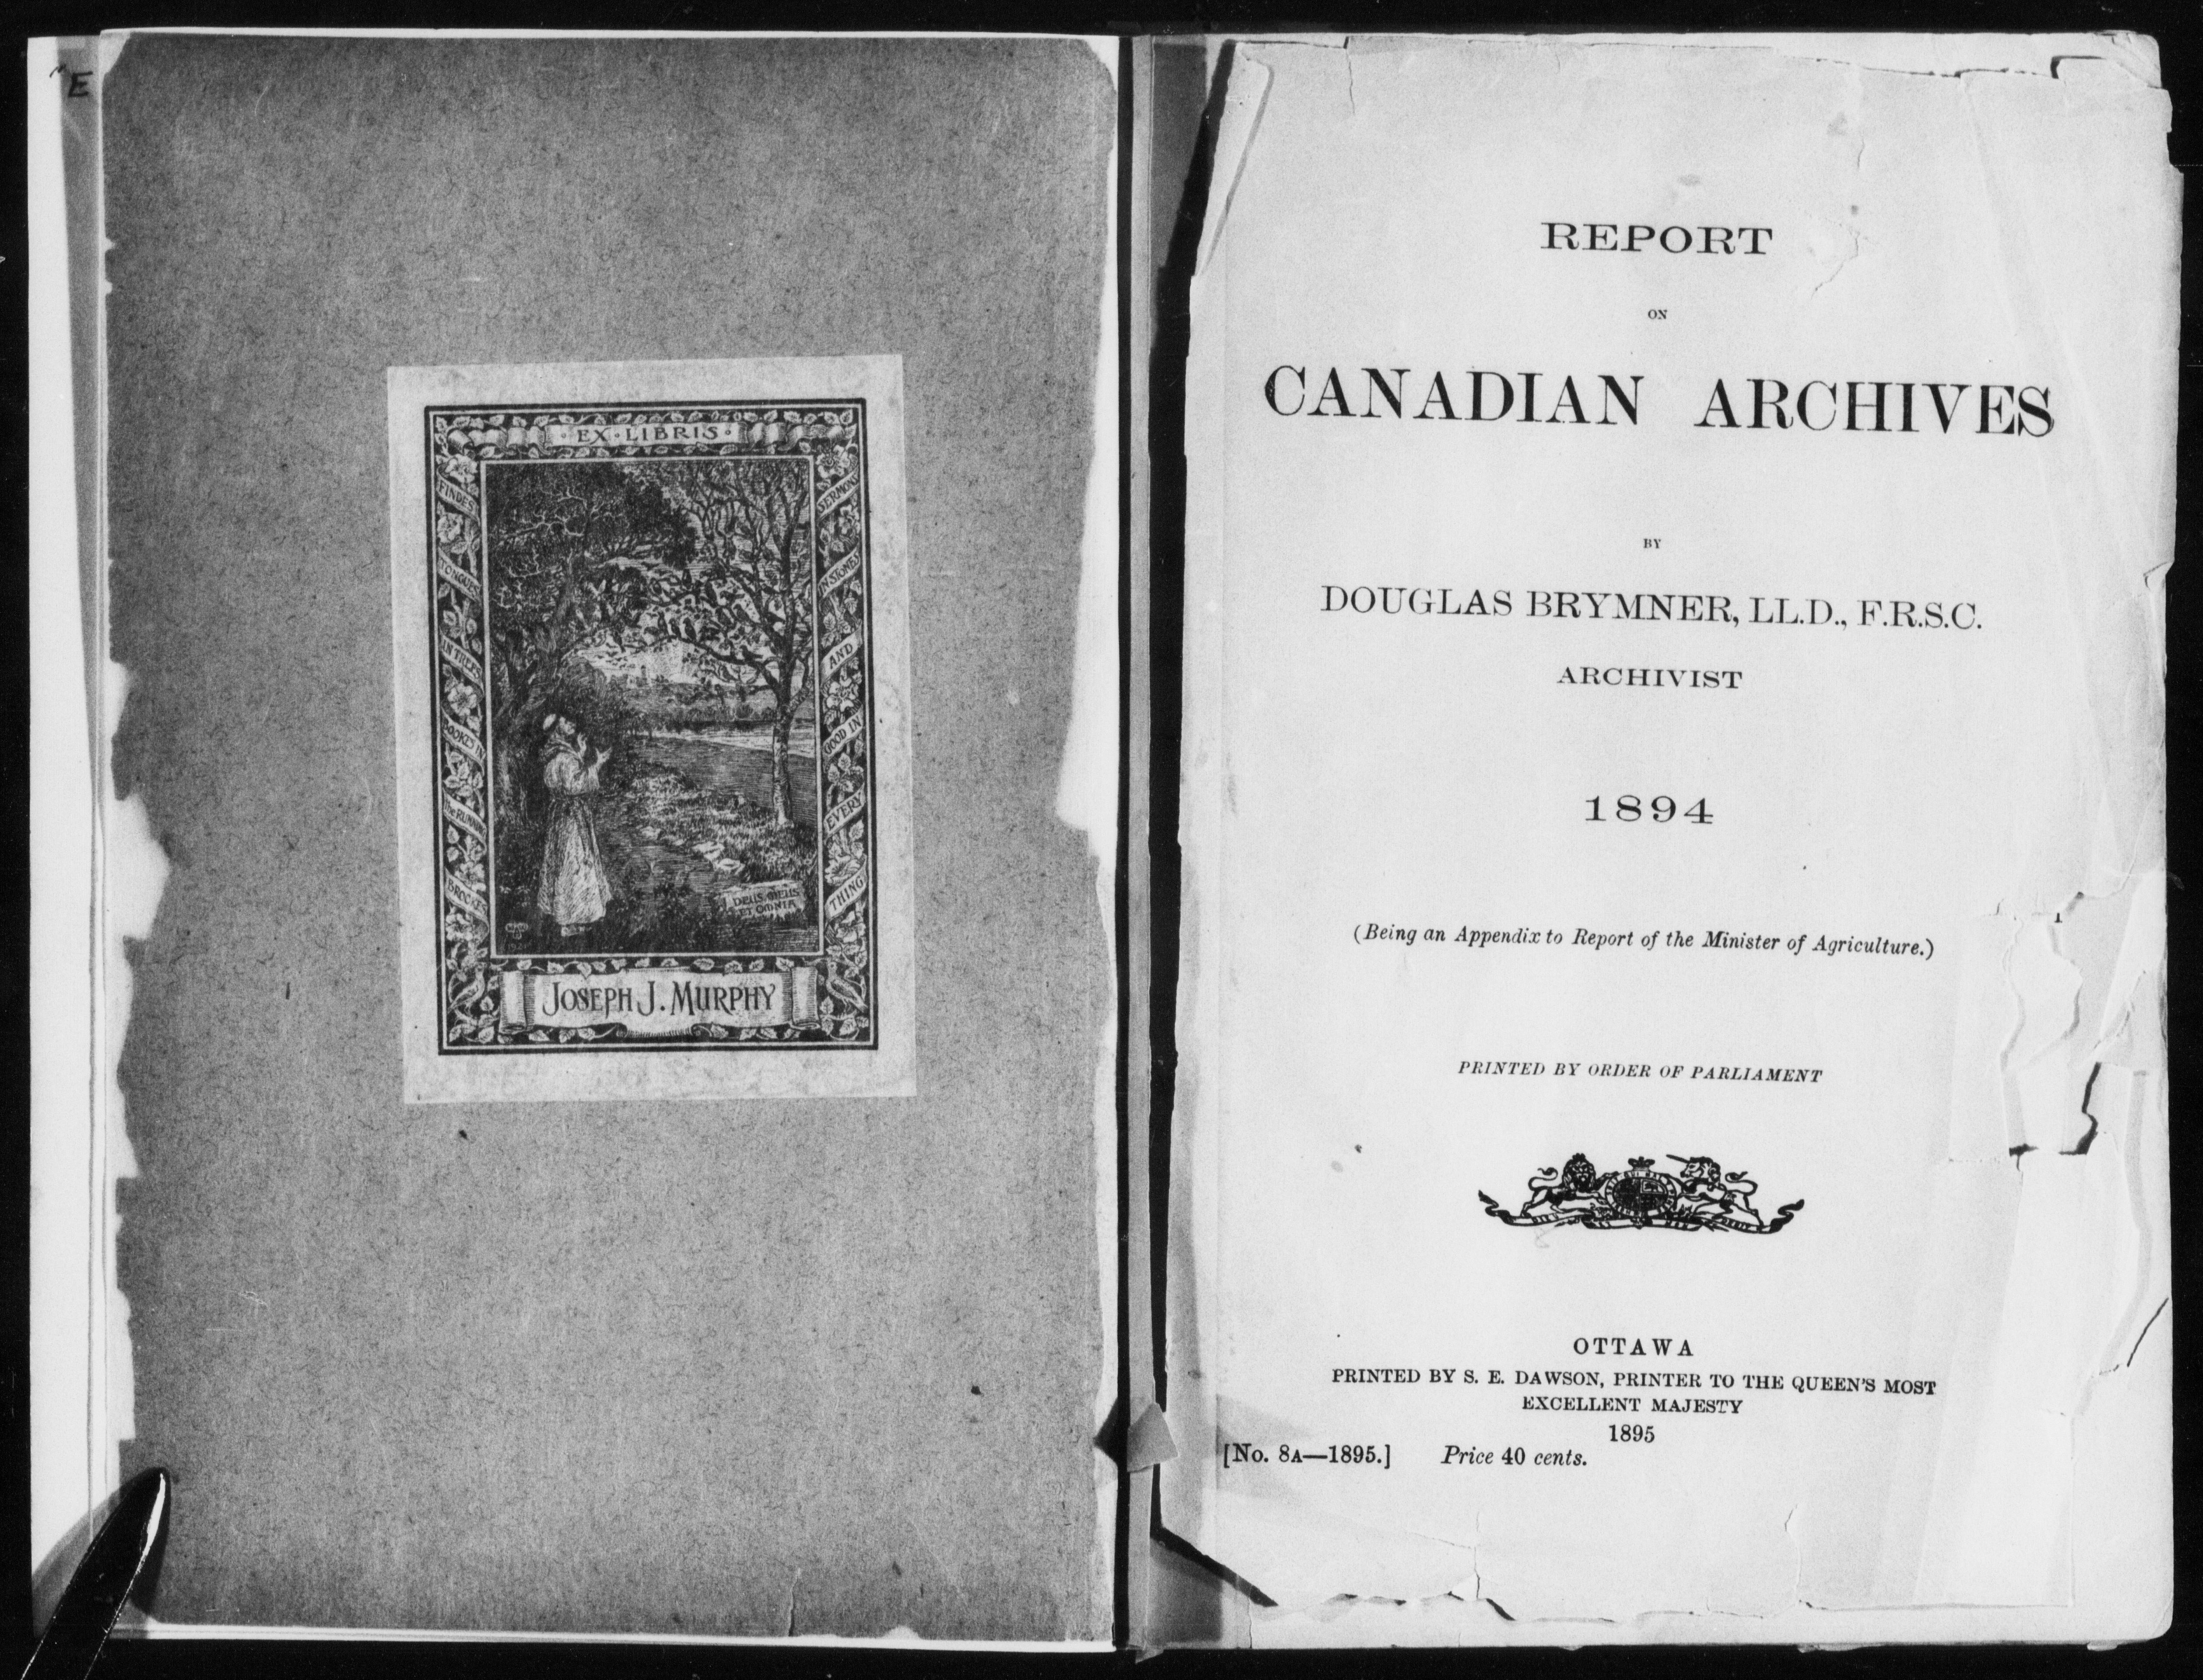 E
EX·LIBRIS
FINDES
TONGUES
IN TREES
BOOKES IN
the RUNNING
BROOKES
SERMONS
IN STONES
AND
GOOD IN
EVERY
THING
DEUS MEUS
ET OMNIA
JOSEPH J. MURPHY
REPORT
ON
CANADIAN ARCHIVES
BY
DOUGLAS BRYMNER, LL.D., F.R.S.C.
ARCHIVIST
1894
(Being an Appendix to Report of the Minister of Agriculture.)
PRINTED BY ORDER OF PARLIAMENT
OTTAWA
PRINTED BY S. E. DAWSON, PRINTER TO THE QUEEN'S MOST
EXCELLENT MAJESTY
1895
[No. 8A—1895.] Price 40 cents.